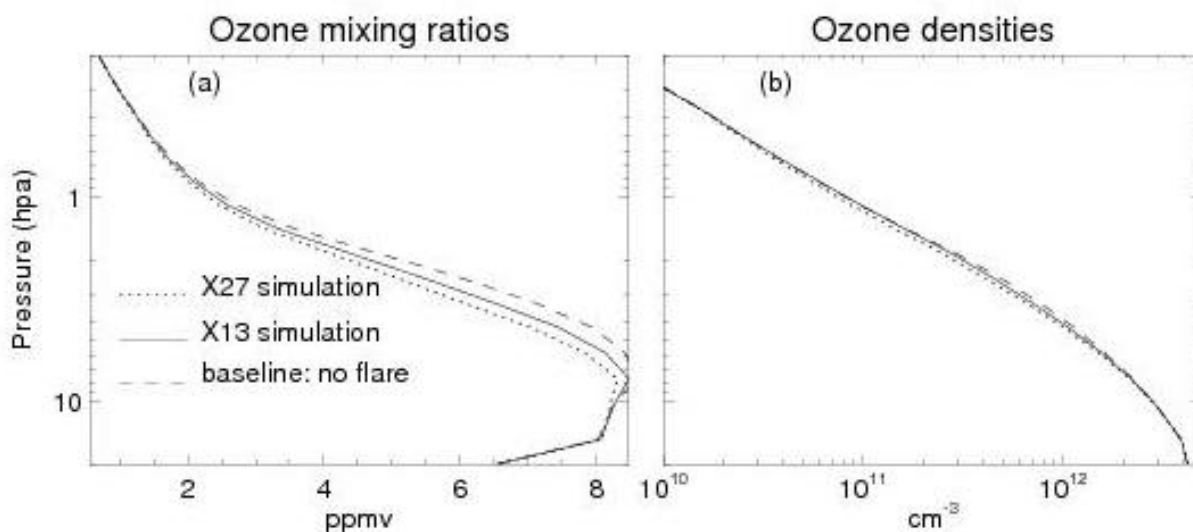 Ozone mixing ratios
Ozone densities
(a)
(b)
Pressure (hpa)
1
10
X27 simulation
X13 simulation
baseline: no flare
2 4 6 8
ppmv
10^10 10^11 10^12
cm^-3